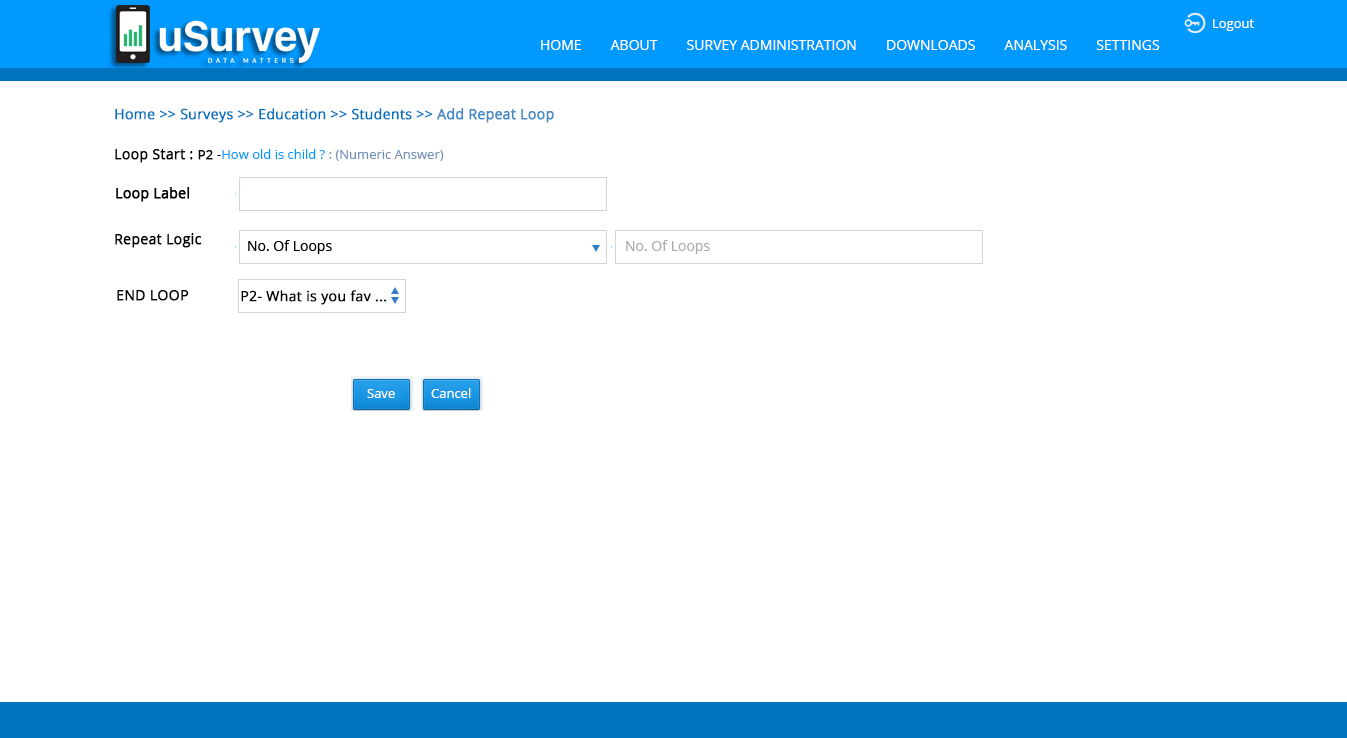 uSurvey
DATA MATTERS
HOME ABOUT SURVEY ADMINISTRATION DOWNLOADS ANALYSIS SETTINGS
Logout
Home >> Surveys >> Education >> Students >> Add Repeat Loop
Loop Start : P2 -How old is child ? : (Numeric Answer)
Loop Label
Repeat Logic No. Of Loops No. Of Loops
END LOOP P2- What is you fav ...
Save Cancel